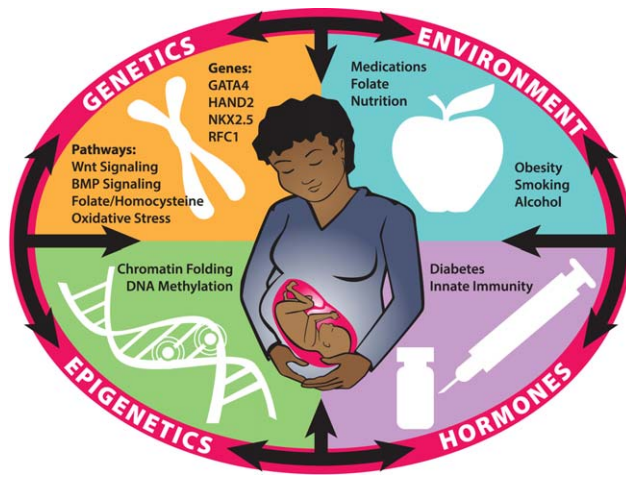 GENETICS
Genes:
GATA4
HAND2
NKX2.5
RFC1
Pathways:
Wnt Signaling
BMP Signaling
Folate/Homocysteine
Oxidative Stress
ENVIRONMENT
Medications
Folate
Nutrition
Obesity
Smoking
Alcohol
Chromatin Folding
DNA Methylation
EPIGENETICS
Diabetes
Innate Immunity
HORMONES